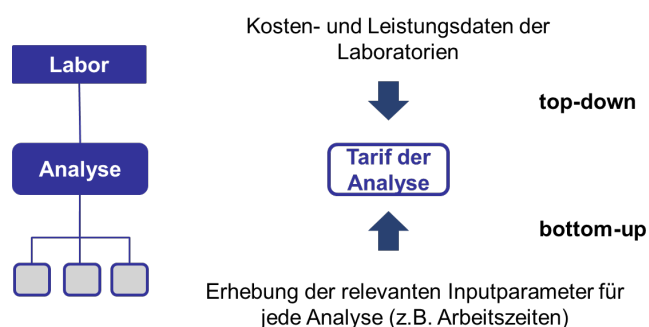 Kosten- und Leistungsdaten der
Laboratorien
Labor
top-down
Analyse
Tarif der
Analyse
bottom-up
Erhebung der relevanten Inputparameter für
jede Analyse (z.B. Arbeitszeiten)